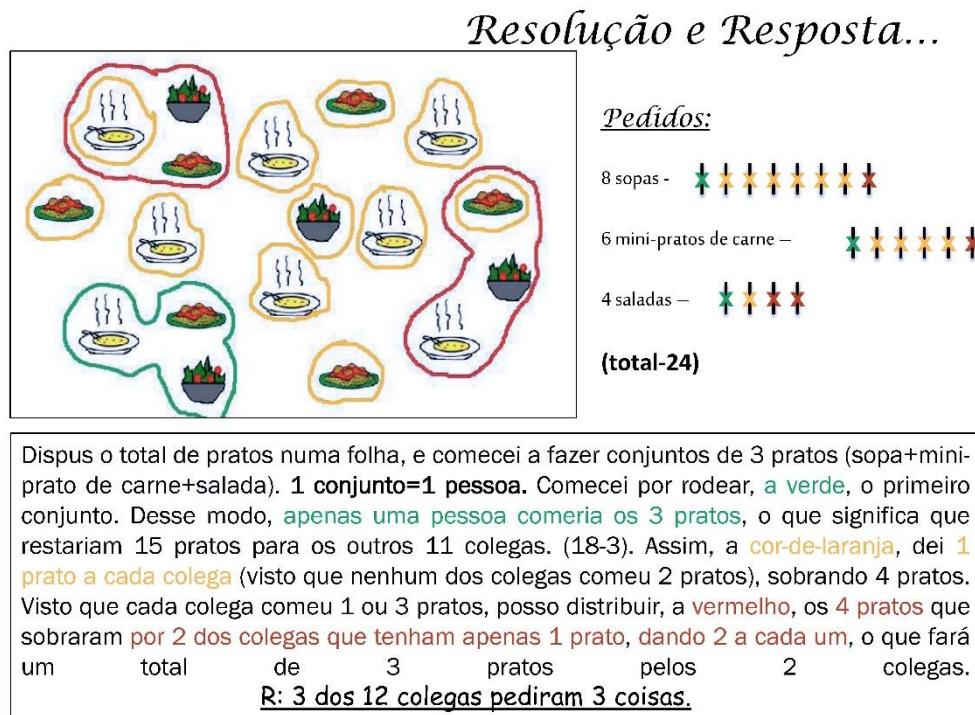 Resolução e Resposta...
Pedidos:
8 sopas -
6 mini-pratos de carne –
4 saladas –
(total-24)
Dispus o total de pratos numa folha, e comecei a fazer conjuntos de 3 pratos (sopa+mini-
prato de carne+salada). 1 conjunto=1 pessoa. Comecei por rodear, a verde, o primeiro
conjunto. Desse modo, apenas uma pessoa comeria os 3 pratos, o que significa que
restariam 15 pratos para os outros 11 colegas. (18-3). Assim, a cor-de-laranja, dei 1
prato a cada colega (visto que nenhum dos colegas comeu 2 pratos), sobrando 4 pratos.
Visto que cada colega comeu 1 ou 3 pratos, posso distribuir, a vermelho, os 4 pratos que
sobraram por 2 dos colegas que tenham apenas 1 prato, dando 2 a cada um, o que fará
um total de 3 pratos pelos 2 colegas.
R: 3 dos 12 colegas pediram 3 coisas.